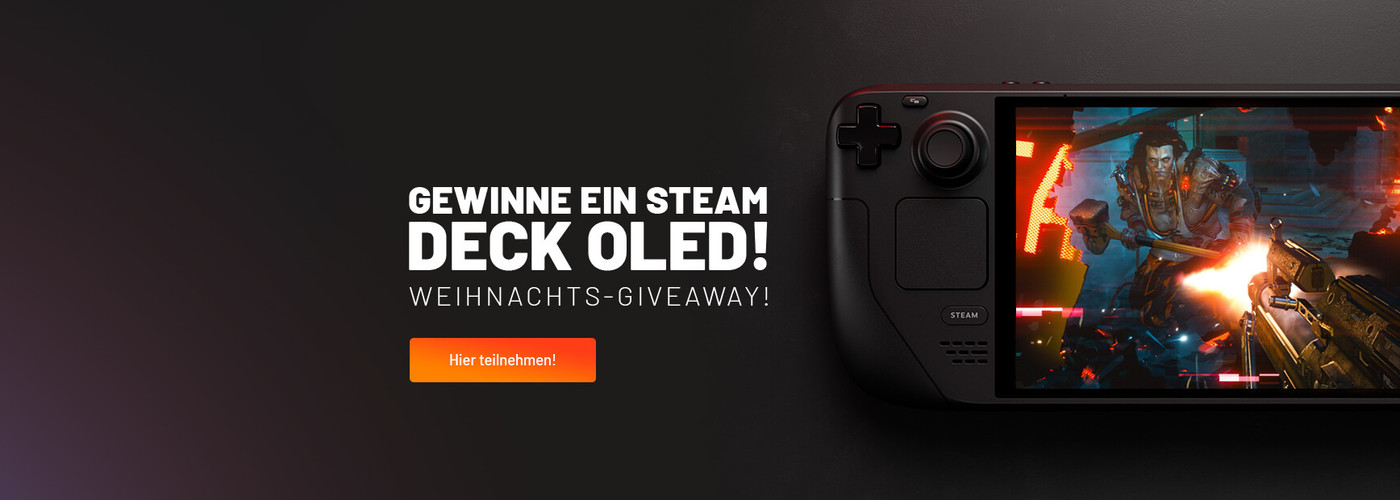 GEWINNE EIN STEAM
DECK OLED!
WEIHNACHTS-GIVEAWAY!
Hier teilnehmen!
STEAM